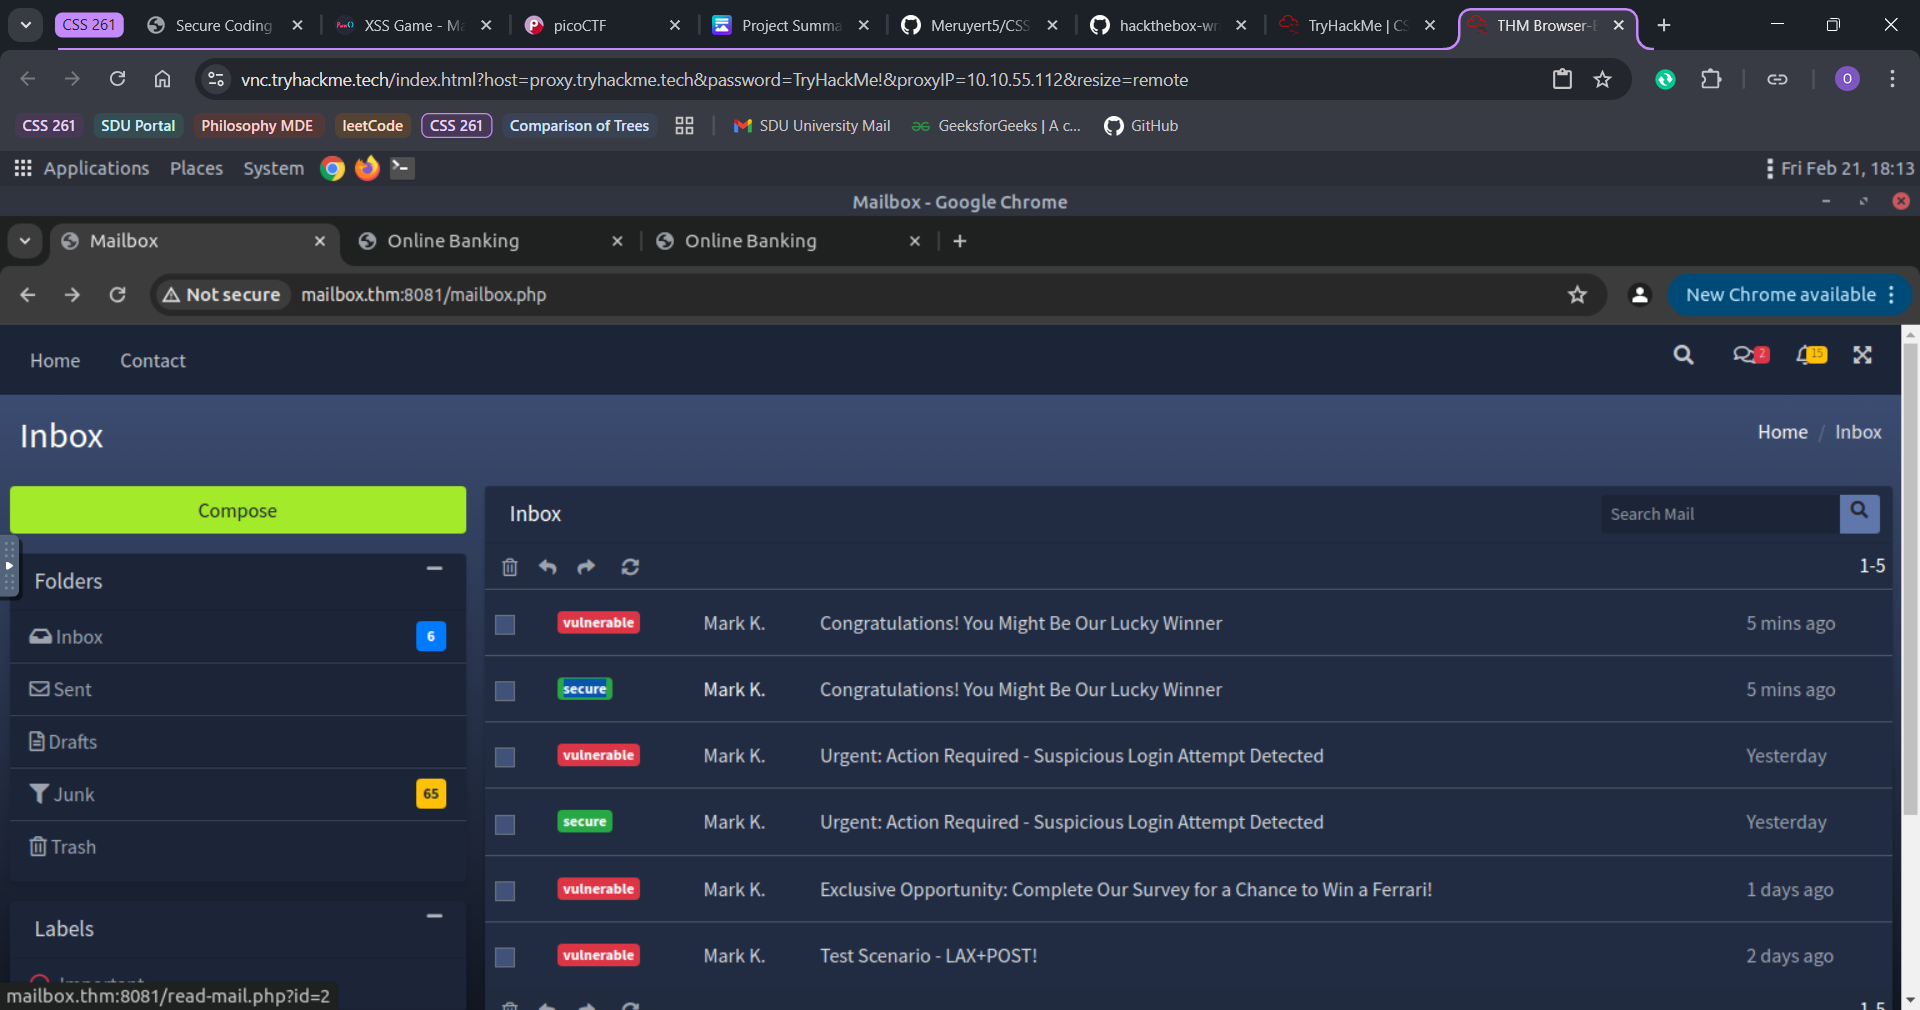 CSS 261
Secure Coding
XSS Game - Ma
picoCTF
Project Summa
Meruyert5/CSS
hackthebox-wr
TryHackMe | CS
THM Browser-
vnc.tryhackme.tech/index.html?host=proxy.tryhackme.tech&password=TryHackMe!&proxyIP=10.10.55.112&resize=remote
O
CSS 261
SDU Portal
Philosophy MDE
leetCode
CSS 261
Comparison of Trees
SDU University Mail
GeeksforGeeks | A c...
GitHub
Applications
Places
System
Fri Feb 21, 18:13
Mailbox - Google Chrome
Mailbox
Online Banking
Online Banking
Not secure
mailbox.thm:8081/mailbox.php
New Chrome available
Home
Contact
2
15
Inbox
Home / Inbox
Compose
Folders
Inbox
6
Sent
Drafts
Junk
65
Trash
Labels
Important
mailbox.thm:8081/read-mail.php?id=2
Inbox
Search Mail
1-5
vulnerable Mark K. Congratulations! You Might Be Our Lucky Winner 5 mins ago
secure Mark K. Congratulations! You Might Be Our Lucky Winner 5 mins ago
vulnerable Mark K. Urgent: Action Required - Suspicious Login Attempt Detected Yesterday
secure Mark K. Urgent: Action Required - Suspicious Login Attempt Detected Yesterday
vulnerable Mark K. Exclusive Opportunity: Complete Our Survey for a Chance to Win a Ferrari! 1 days ago
vulnerable Mark K. Test Scenario - LAX+POST! 2 days ago
1-5